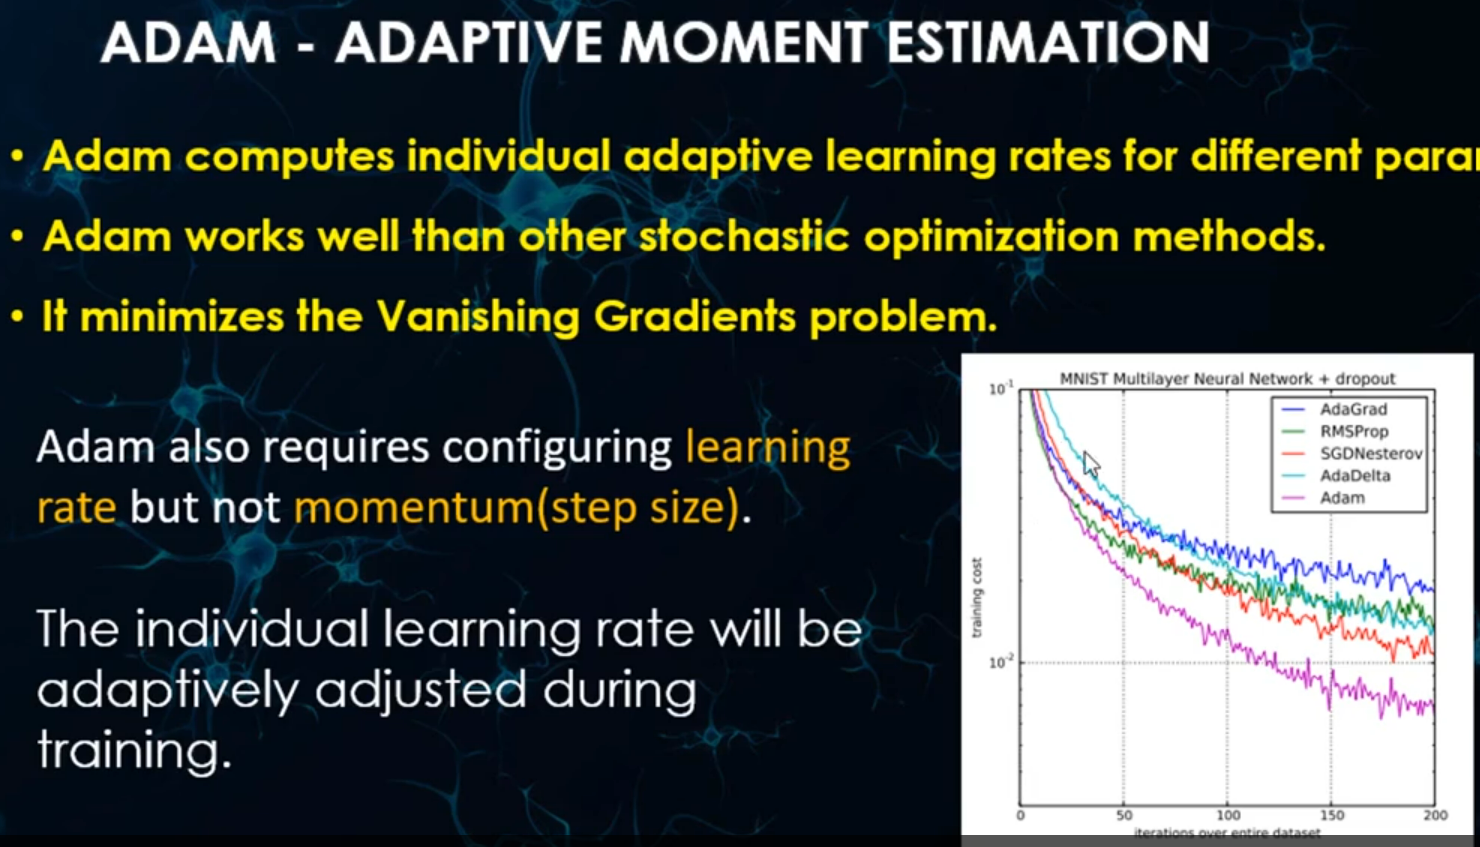 ADAM - ADAPTIVE MOMENT ESTIMATION
• Adam computes individual adaptive learning rates for different
• Adam works well than other stochastic optimization methods.
• It minimizes the Vanishing Gradients problem.
Adam also requires configuring learning
rate but not momentum(step size).
The individual learning rate will be
adaptively adjusted during
training.
MNIST Multilayer Neural Network + dropout
10⁻¹
AdaGrad
RMSProp
SGDNesterov
AdaDelta
Adam
training cost
10⁻²
0 50 100 150 200
iterations over entire dataset